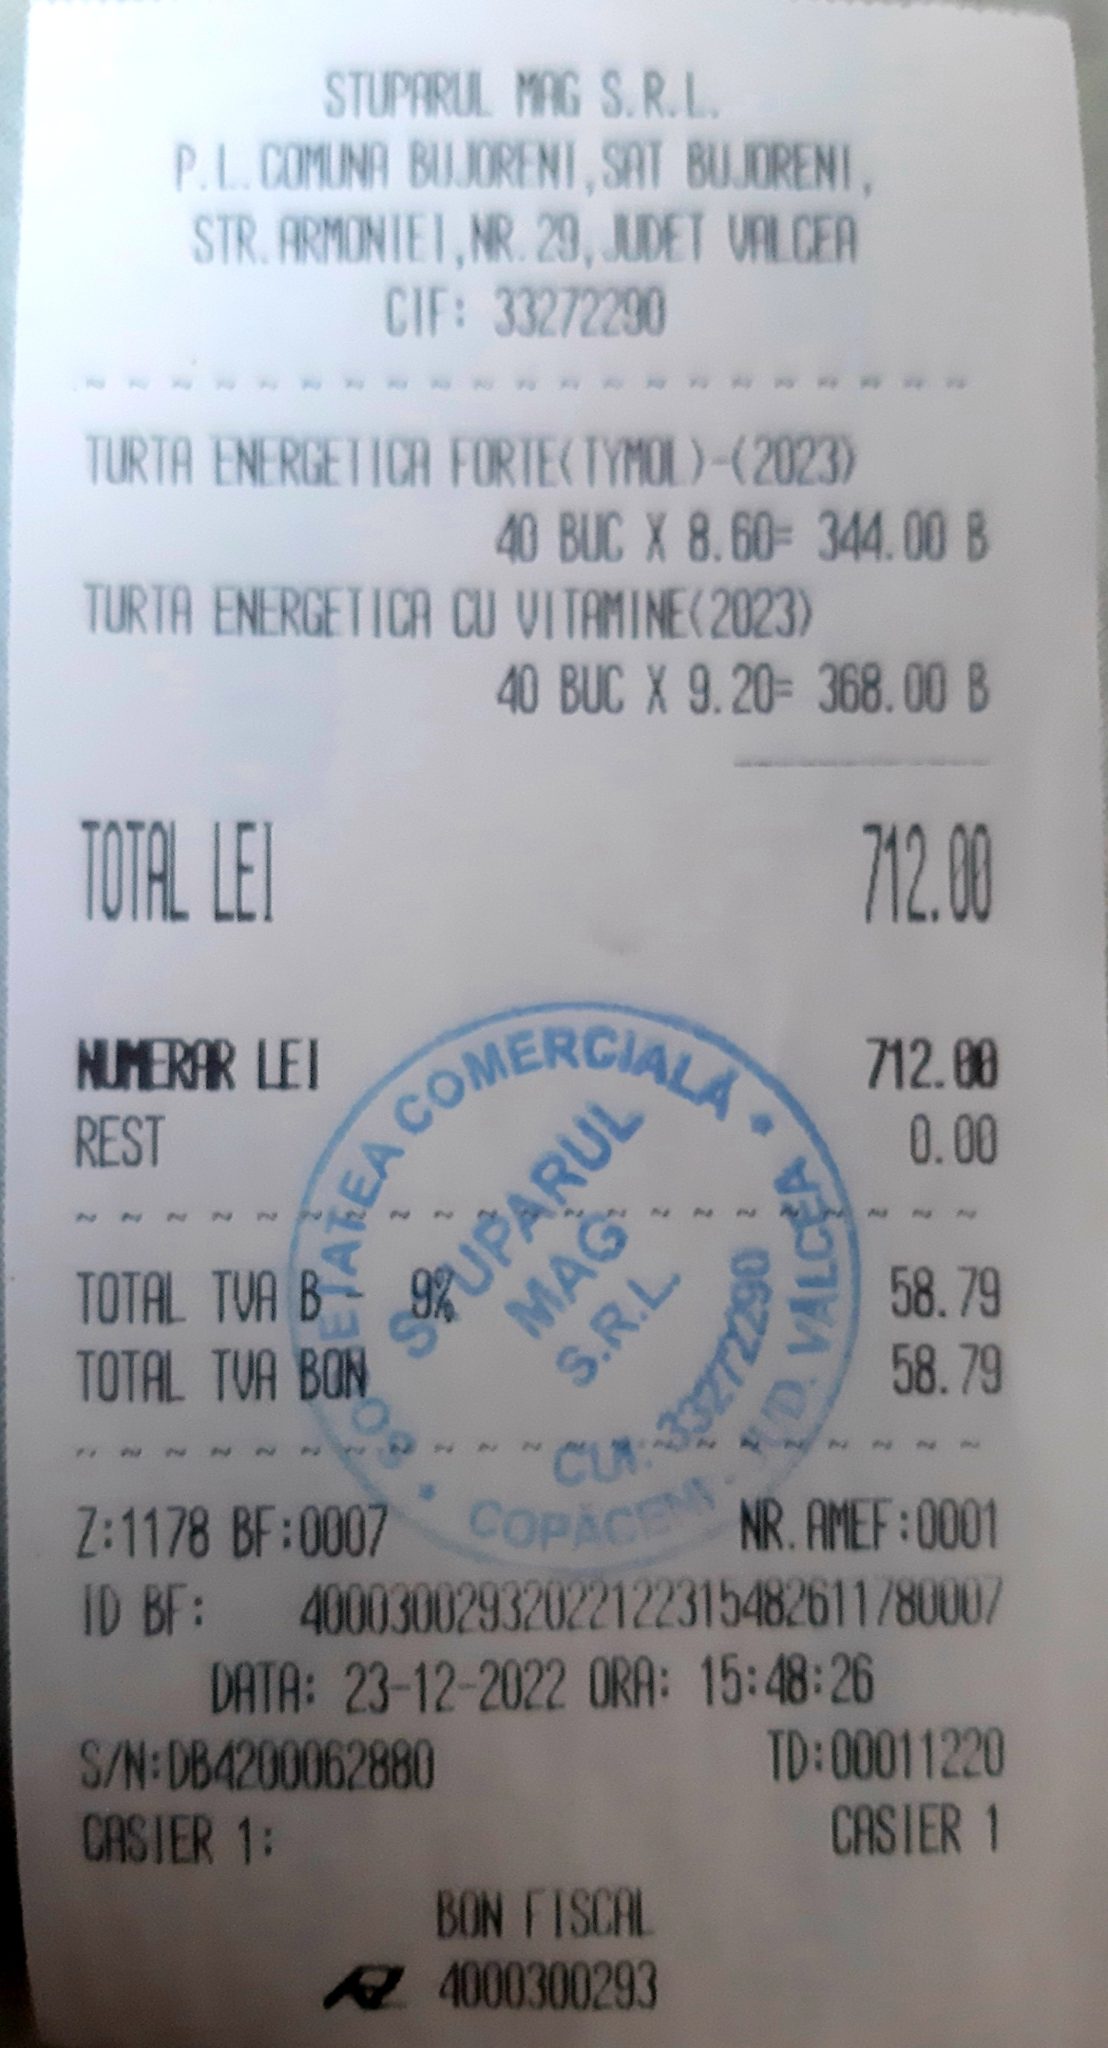 STUPARUL MAG S.R.L.
P.L.COMUNA BUJORENI,SAT BUJORENI,
STR.ARMONIEI,NR.29,JUDET VALCEA
CIF: 33272290
~ ~ ~ ~ ~ ~ ~ ~ ~ ~ ~ ~ ~ ~ ~ ~ ~ ~ ~ ~ ~
TURTA ENERGETICA FORTE(TYMOL)-(2023)
40 BUC X 8.60= 344.00 B
TURTA ENERGETICA CU VITAMINE(2023)
40 BUC X 9.20= 368.00 B
TOTAL LEI 712.00
NUMERAR LEI 712.00
REST 0.00
~ ~ ~ ~ ~ ~ ~ ~ ~ ~ ~ ~ ~ ~ ~ ~ ~ ~ ~ ~ ~
TOTAL TVA B - 9% 58.79
TOTAL TVA BON 58.79
~ ~ ~ ~ ~ ~ ~ ~ ~ ~ ~ ~ ~ ~ ~ ~ ~ ~ ~ ~ ~
Z:1178 BF:0007 NR.AMEF:0001
ID BF: 40003002932022122315482611780007
DATA: 23-12-2022 ORA: 15:48:26
S/N:DB4200062880 TD:00011220
CASIER 1: CASIER 1
BON FISCAL
4000300293
SOCIETATEA COMERCIALĂ * 
STUPARUL
MAG
S.R.L.
CUI: 33272290
* COPĂCENI - JUD. VALCEA